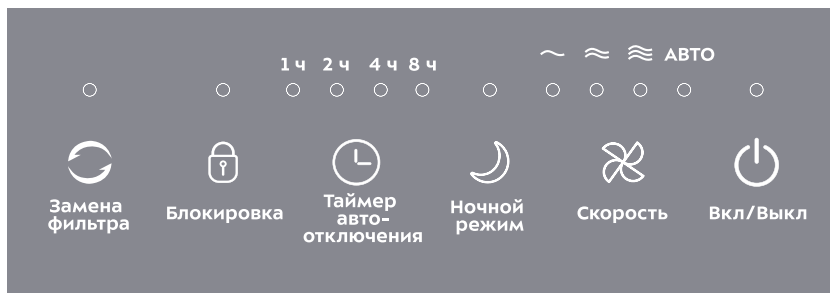 АВТО
1 ч 2 ч 4 ч 8 ч
Замена
фильтра
Блокировка
Таймер
авто-
отключения
Ночной
режим
Скорость
Вкл/Выкл